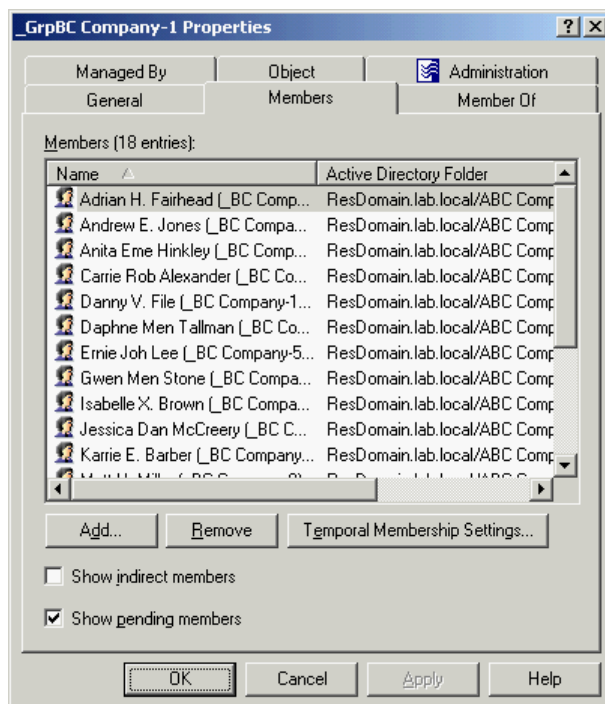 _GrpBC Company-1 Properties
Managed By Object Administration
General Members Member Of
Members (18 entries):
Name Active Directory Folder
Adrian H. Fairhead (_BC Comp... ResDomain.lab.local/ABC Comp
Andrew E. Jones (_BC Compa... ResDomain.lab.local/ABC Comp
Anita Eme Hinkley (_BC Comp... ResDomain.lab.local/ABC Comp
Carrie Rob Alexander (_BC Co... ResDomain.lab.local/ABC Comp
Danny V. File (_BC Company-1... ResDomain.lab.local/ABC Comp
Daphne Men Tallman (_BC Co... ResDomain.lab.local/ABC Comp
Ernie Joh Lee (_BC Company-5... ResDomain.lab.local/ABC Comp
Gwen Men Stone (_BC Compa... ResDomain.lab.local/ABC Comp
Isabelle X. Brown (_BC Compa... ResDomain.lab.local/ABC Comp
Jessica Dan McCreery (_BC C... ResDomain.lab.local/ABC Comp
Karrie E. Barber (_BC Company... ResDomain.lab.local/ABC Comp
Add... Remove Temporal Membership Settings...
Show indirect members
Show pending members
OK Cancel Apply Help